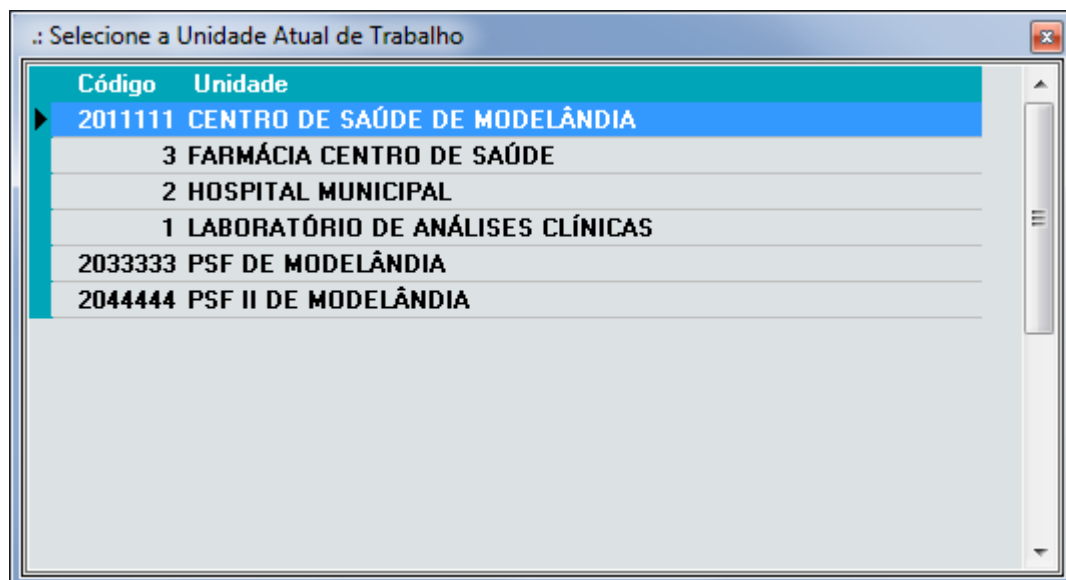 .: Selecione a Unidade Atual de Trabalho
Código Unidade
2011111 CENTRO DE SAÚDE DE MODELÂNDIA
3 FARMÁCIA CENTRO DE SAÚDE
2 HOSPITAL MUNICIPAL
1 LABORATÓRIO DE ANÁLISES CLÍNICAS
2033333 PSF DE MODELÂNDIA
2044444 PSF II DE MODELÂNDIA